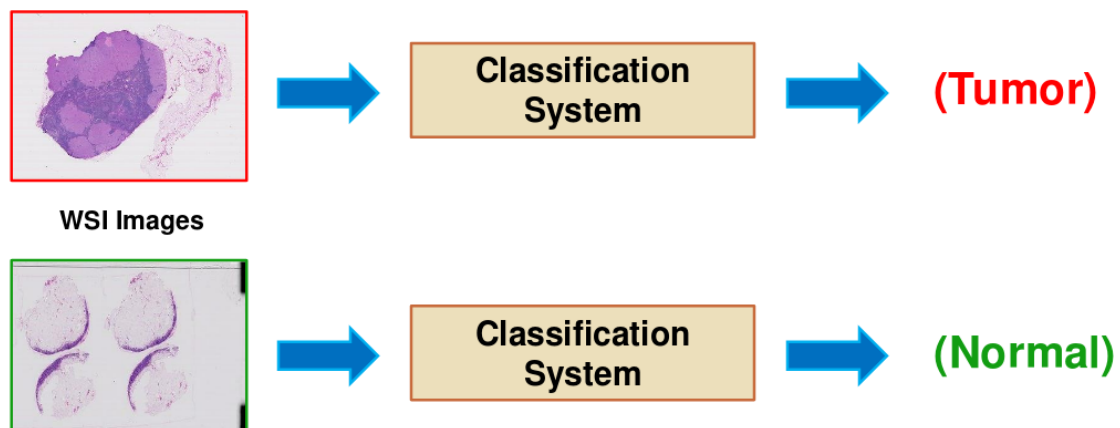 Classification
System
(Tumor)
WSI Images
Classification
System
(Normal)